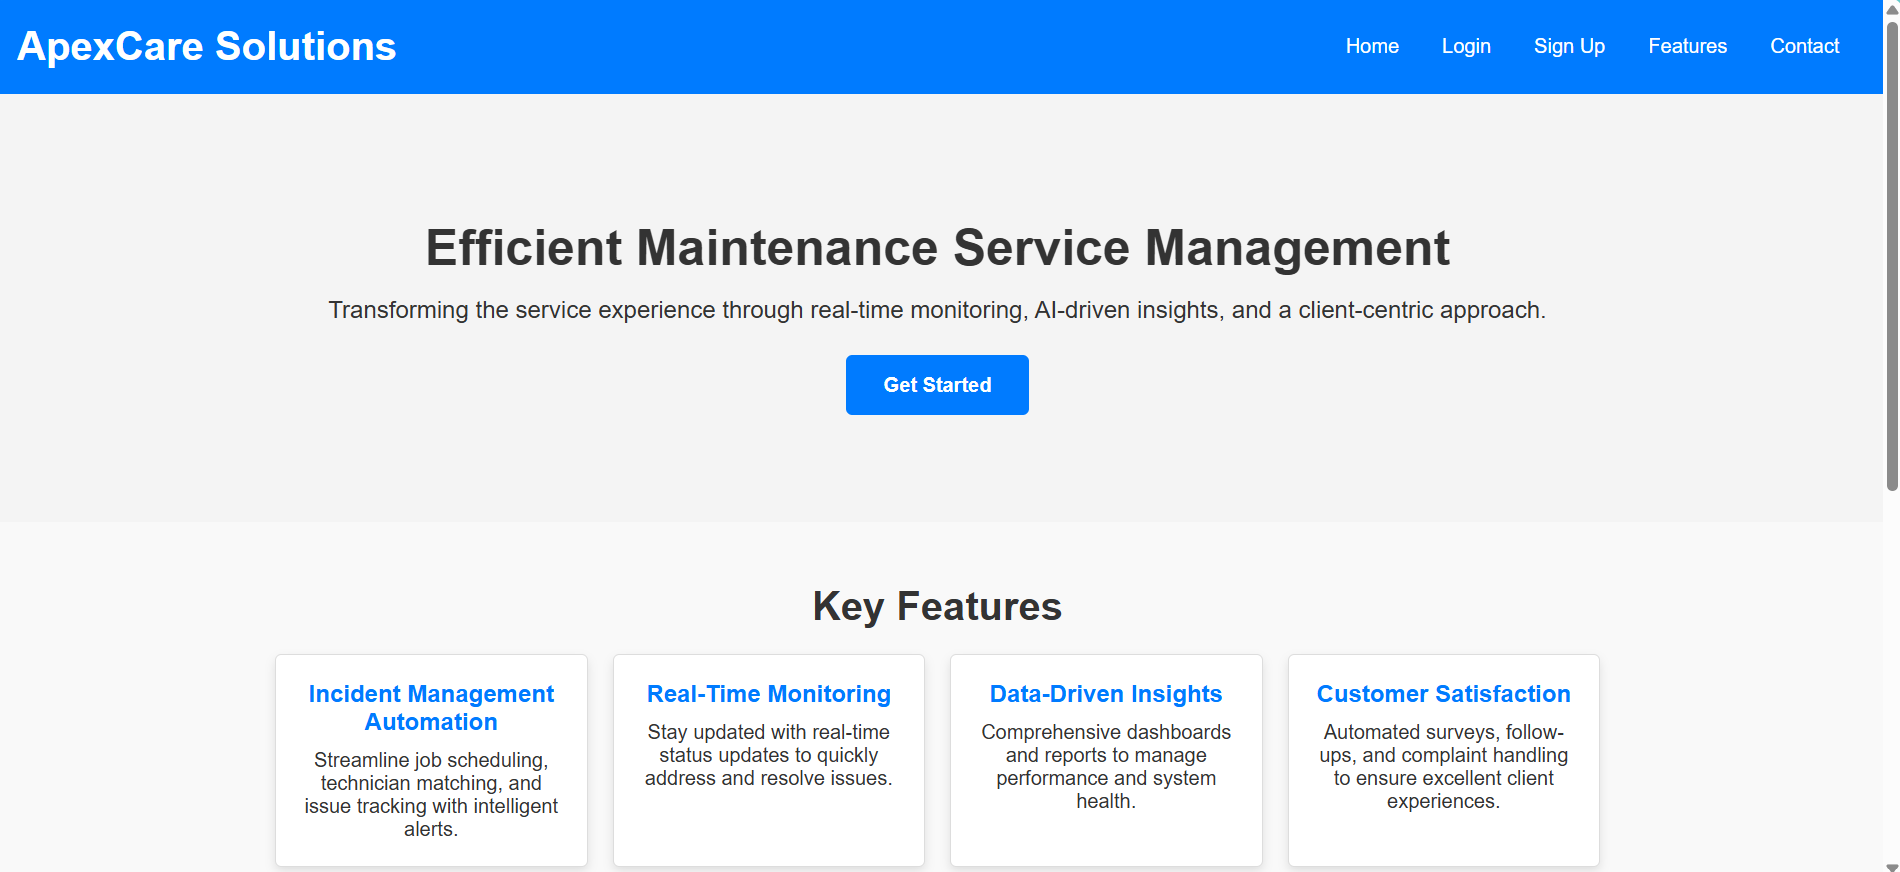 ApexCare Solutions
Home Login Sign Up Features Contact
Efficient Maintenance Service Management
Transforming the service experience through real-time monitoring, AI-driven insights, and a client-centric approach.
Get Started
Key Features
Incident Management
Automation
Streamline job scheduling,
technician matching, and
issue tracking with intelligent
alerts.
Real-Time Monitoring
Stay updated with real-time
status updates to quickly
address and resolve issues.
Data-Driven Insights
Comprehensive dashboards
and reports to manage
performance and system
health.
Customer Satisfaction
Automated surveys, follow-
ups, and complaint handling
to ensure excellent client
experiences.